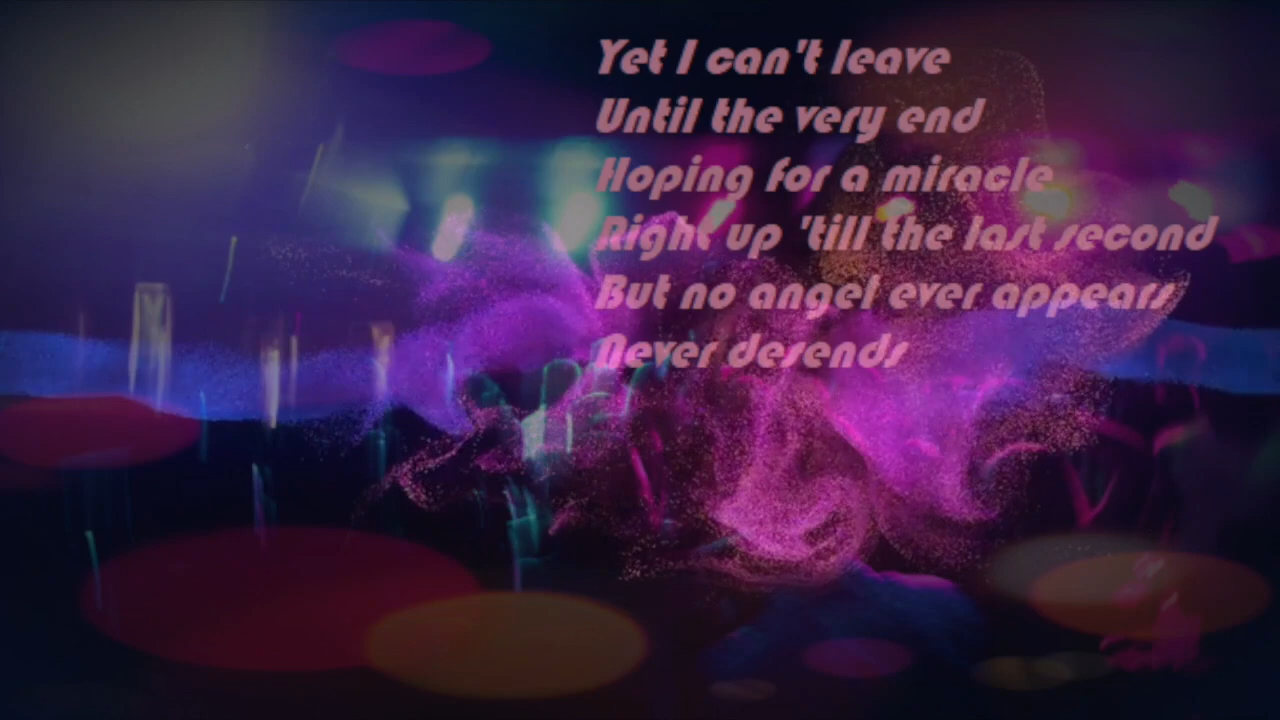 Yet I can't leave
Until the very end
Hoping for a miracle
Right up 'till the last second
But no angel ever appears
Never desends